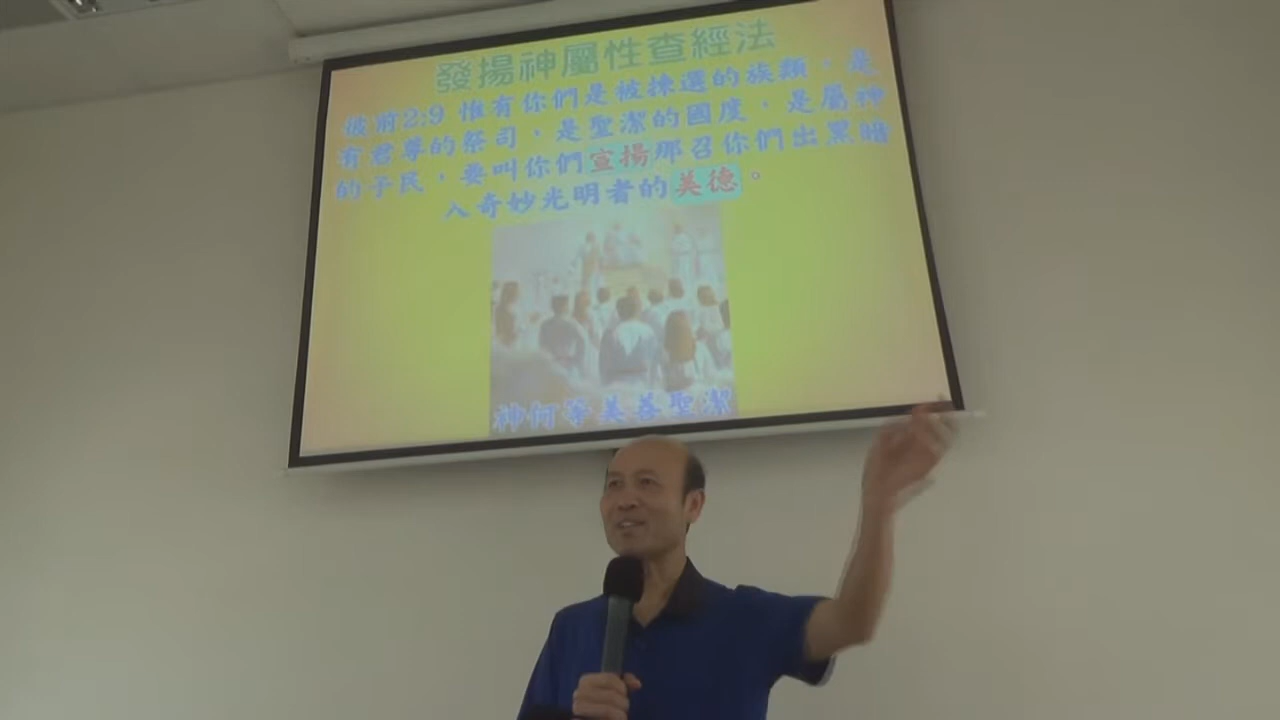 發揚神屬性查經法
彼前2:9 惟有你們是被揀選的族類，是
有君尊的祭司，是聖潔的國度，是屬神
的子民，要叫你們宣揚那召你們出黑暗
入奇妙光明者的美德。
神何等美善聖潔